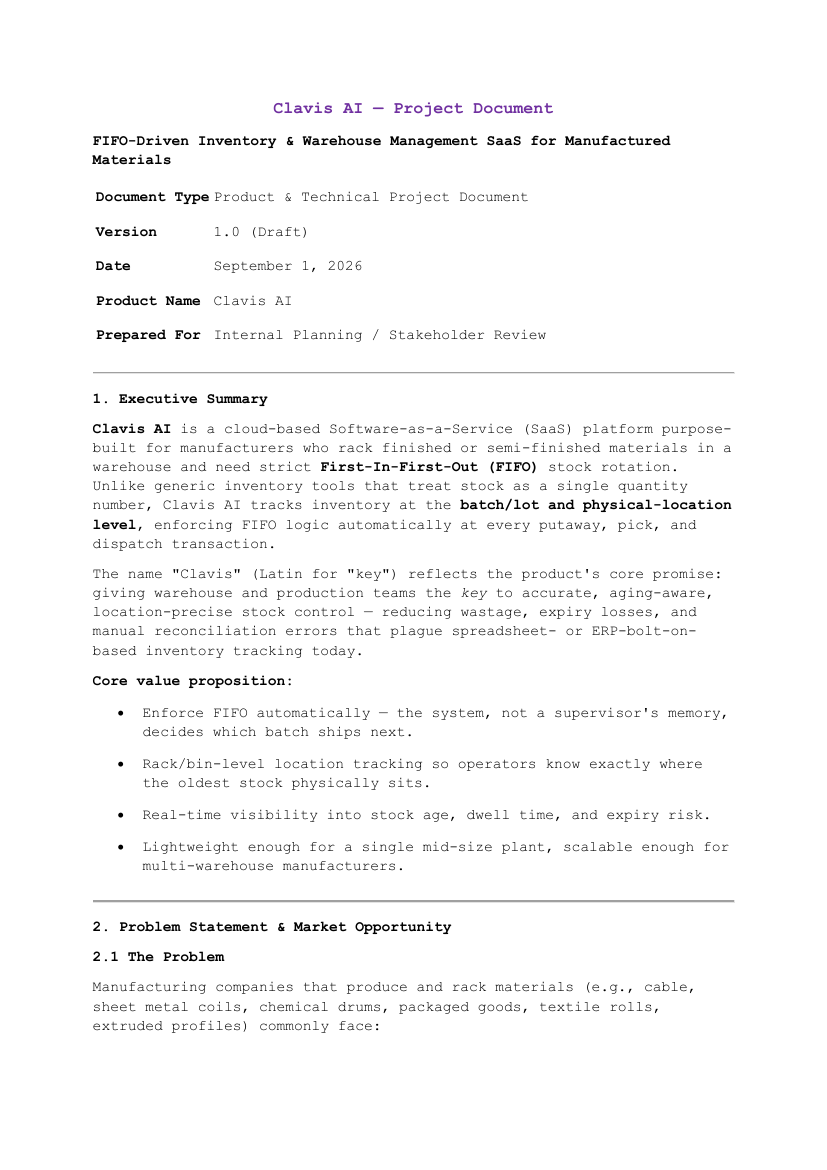 Clavis AI — Project Document
FIFO-Driven Inventory & Warehouse Management SaaS for Manufactured
Materials
Document Type Product & Technical Project Document
Version 1.0 (Draft)
Date September 1, 2026
Product Name Clavis AI
Prepared For Internal Planning / Stakeholder Review
1. Executive Summary
Clavis AI is a cloud-based Software-as-a-Service (SaaS) platform purpose-
built for manufacturers who rack finished or semi-finished materials in a
warehouse and need strict First-In-First-Out (FIFO) stock rotation.
Unlike generic inventory tools that treat stock as a single quantity
number, Clavis AI tracks inventory at the batch/lot and physical-location
level, enforcing FIFO logic automatically at every putaway, pick, and
dispatch transaction.
The name "Clavis" (Latin for "key") reflects the product's core promise:
giving warehouse and production teams the key to accurate, aging-aware,
location-precise stock control — reducing wastage, expiry losses, and
manual reconciliation errors that plague spreadsheet- or ERP-bolt-on-
based inventory tracking today.
Core value proposition:
• Enforce FIFO automatically — the system, not a supervisor's memory,
decides which batch ships next.
• Rack/bin-level location tracking so operators know exactly where
the oldest stock physically sits.
• Real-time visibility into stock age, dwell time, and expiry risk.
• Lightweight enough for a single mid-size plant, scalable enough for
multi-warehouse manufacturers.
2. Problem Statement & Market Opportunity
2.1 The Problem
Manufacturing companies that produce and rack materials (e.g., cable,
sheet metal coils, chemical drums, packaged goods, textile rolls,
extruded profiles) commonly face: